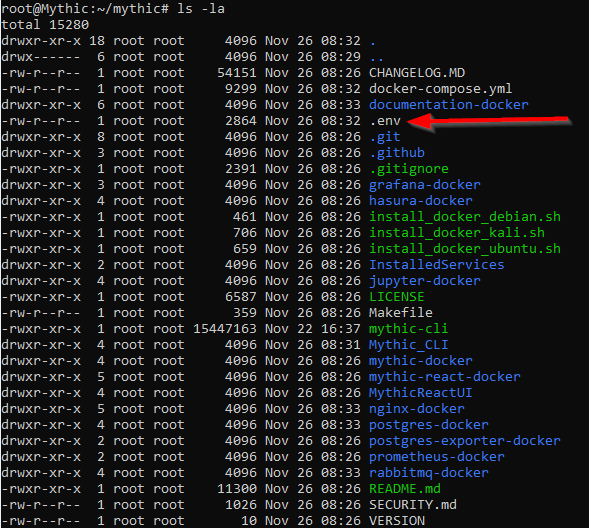 root@Mythic:~/mythic# ls -la
total 15280
drwxr-xr-x 18 root root     4096 Nov 26 08:32 .
drwx------  6 root root     4096 Nov 26 08:29 ..
-rw-r--r--  1 root root    54151 Nov 26 08:26 CHANGELOG.MD
-rw-r--r--  1 root root     9299 Nov 26 08:32 docker-compose.yml
drwxr-xr-x  6 root root     4096 Nov 26 08:33 documentation-docker
-rw-r--r--  1 root root     2864 Nov 26 08:32 .env
drwxr-xr-x  8 root root     4096 Nov 26 08:26 .git
drwxr-xr-x  3 root root     4096 Nov 26 08:26 .github
-rwxr-xr-x  1 root root     2391 Nov 26 08:26 .gitignore
drwxr-xr-x  3 root root     4096 Nov 26 08:26 grafana-docker
drwxr-xr-x  4 root root     4096 Nov 26 08:26 hasura-docker
-rwxr-xr-x  1 root root      461 Nov 26 08:26 install_docker_debian.sh
-rwxr-xr-x  1 root root      706 Nov 26 08:26 install_docker_kali.sh
-rwxr-xr-x  1 root root      659 Nov 26 08:26 install_docker_ubuntu.sh
drwxr-xr-x  2 root root     4096 Nov 26 08:26 InstalledServices
drwxr-xr-x  4 root root     4096 Nov 26 08:26 jupyter-docker
-rwxr-xr-x  1 root root     6587 Nov 26 08:26 LICENSE
-rw-r--r--  1 root root      359 Nov 26 08:26 Makefile
-rwxr-xr-x  1 root root 15447163 Nov 22 16:37 mythic-cli
drwxr-xr-x  4 root root     4096 Nov 26 08:31 Mythic_CLI
drwxr-xr-x  4 root root     4096 Nov 26 08:26 mythic-docker
drwxr-xr-x  5 root root     4096 Nov 26 08:26 mythic-react-docker
drwxr-xr-x  4 root root     4096 Nov 26 08:26 MythicReactUI
drwxr-xr-x  5 root root     4096 Nov 26 08:33 nginx-docker
drwxr-xr-x  4 root root     4096 Nov 26 08:33 postgres-docker
drwxr-xr-x  2 root root     4096 Nov 26 08:26 postgres-exporter-docker
drwxr-xr-x  2 root root     4096 Nov 26 08:26 prometheus-docker
drwxr-xr-x  4 root root     4096 Nov 26 08:33 rabbitmq-docker
-rwxr-xr-x  1 root root    11300 Nov 26 08:26 README.md
-rw-r--r--  1 root root     1026 Nov 26 08:26 SECURITY.md
-rw-r--r--  1 root root       10 Nov 26 08:26 VERSION